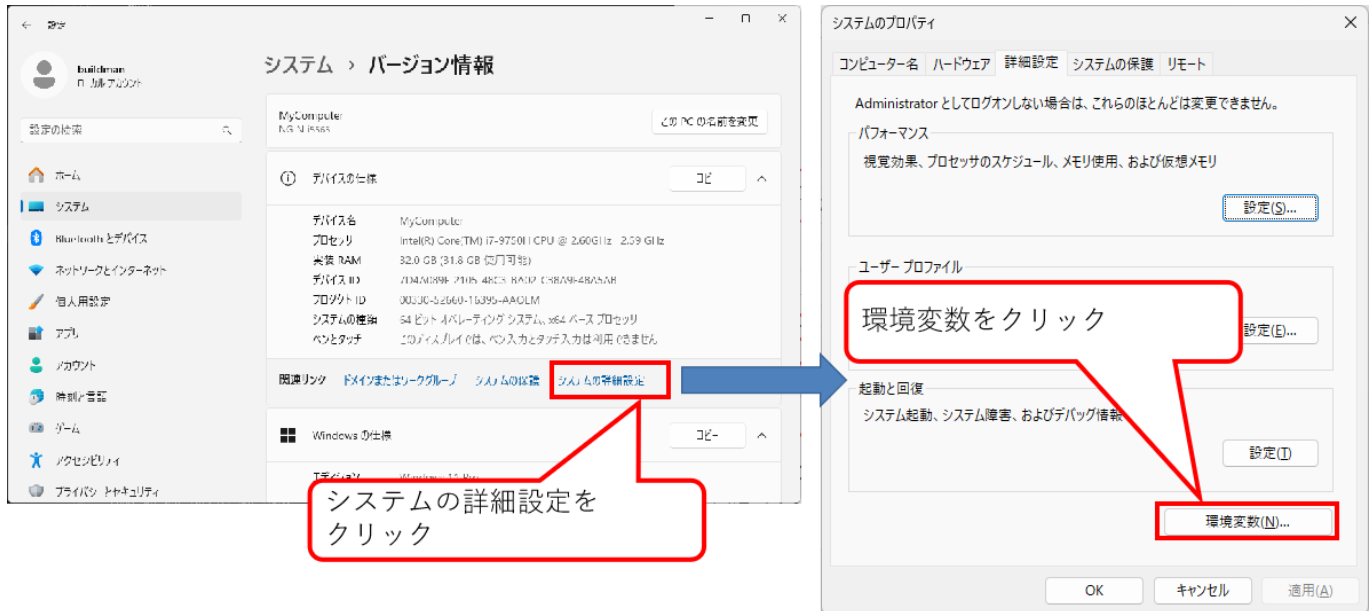 設定
システムのプロパティ
buildman
システム › バージョン情報
コンピューター名 ハードウェア 詳細設定 システムの保護 リモート
Administrator としてログオンしない場合は、これらのほとんどは変更できません。
設定の検索
MyComputer
この PC の名前を変更
パフォーマンス
視覚効果、プロセッサのスケジュール、メモリ使用、および仮想メモリ
ホーム
デバイスの仕様
設定(S)...
システム
デバイス名 MyComputer
Bluetooth とデバイス
プロセッサ Intel(R) Core(TM) i7-9750H CPU @ 2.60GHz 2.59 GHz
実装 RAM 32.0 GB (31.8 GB 使用可能)
ネットワークとインターネット
ユーザー プロファイル
デバイス ID
個人用設定
プロダクト ID
環境変数をクリック
システムの種類 64 ビット オペレーティング システム、x64 ベース プロセッサ
アプリ
設定(E)...
ペンとタッチ このディスプレイでは、ペン入力とタッチ入力は利用できません
アカウント
関連リンク ドメインまたはワークグループ システムの保護 システムの詳細設定
起動と回復
時刻と言語
システム起動、システム障害、およびデバッグ情報
ゲーム
Windows の仕様
コピー
設定(T)
アクセシビリティ
プライバシーとセキュリティ
システムの詳細設定を
クリック
環境変数(N)...
OK キャンセル 適用(A)